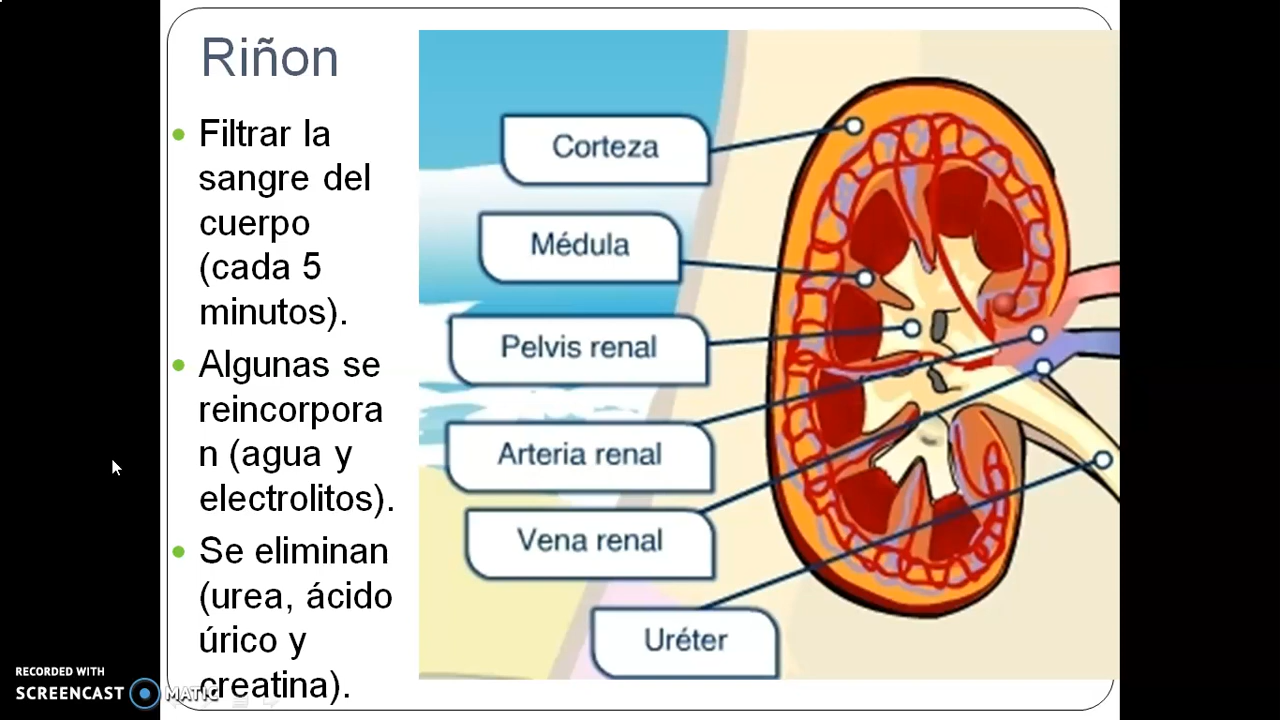 Riñon
Filtrar la
sangre del
cuerpo
(cada 5
minutos).
Algunas se
reincorpora
n (agua y
electrolitos).
Se eliminan
(urea, ácido
úrico y
creatina).
Corteza
Médula
Pelvis renal
Arteria renal
Vena renal
Uréter
RECORDED WITH
SCREENCAST MATIC